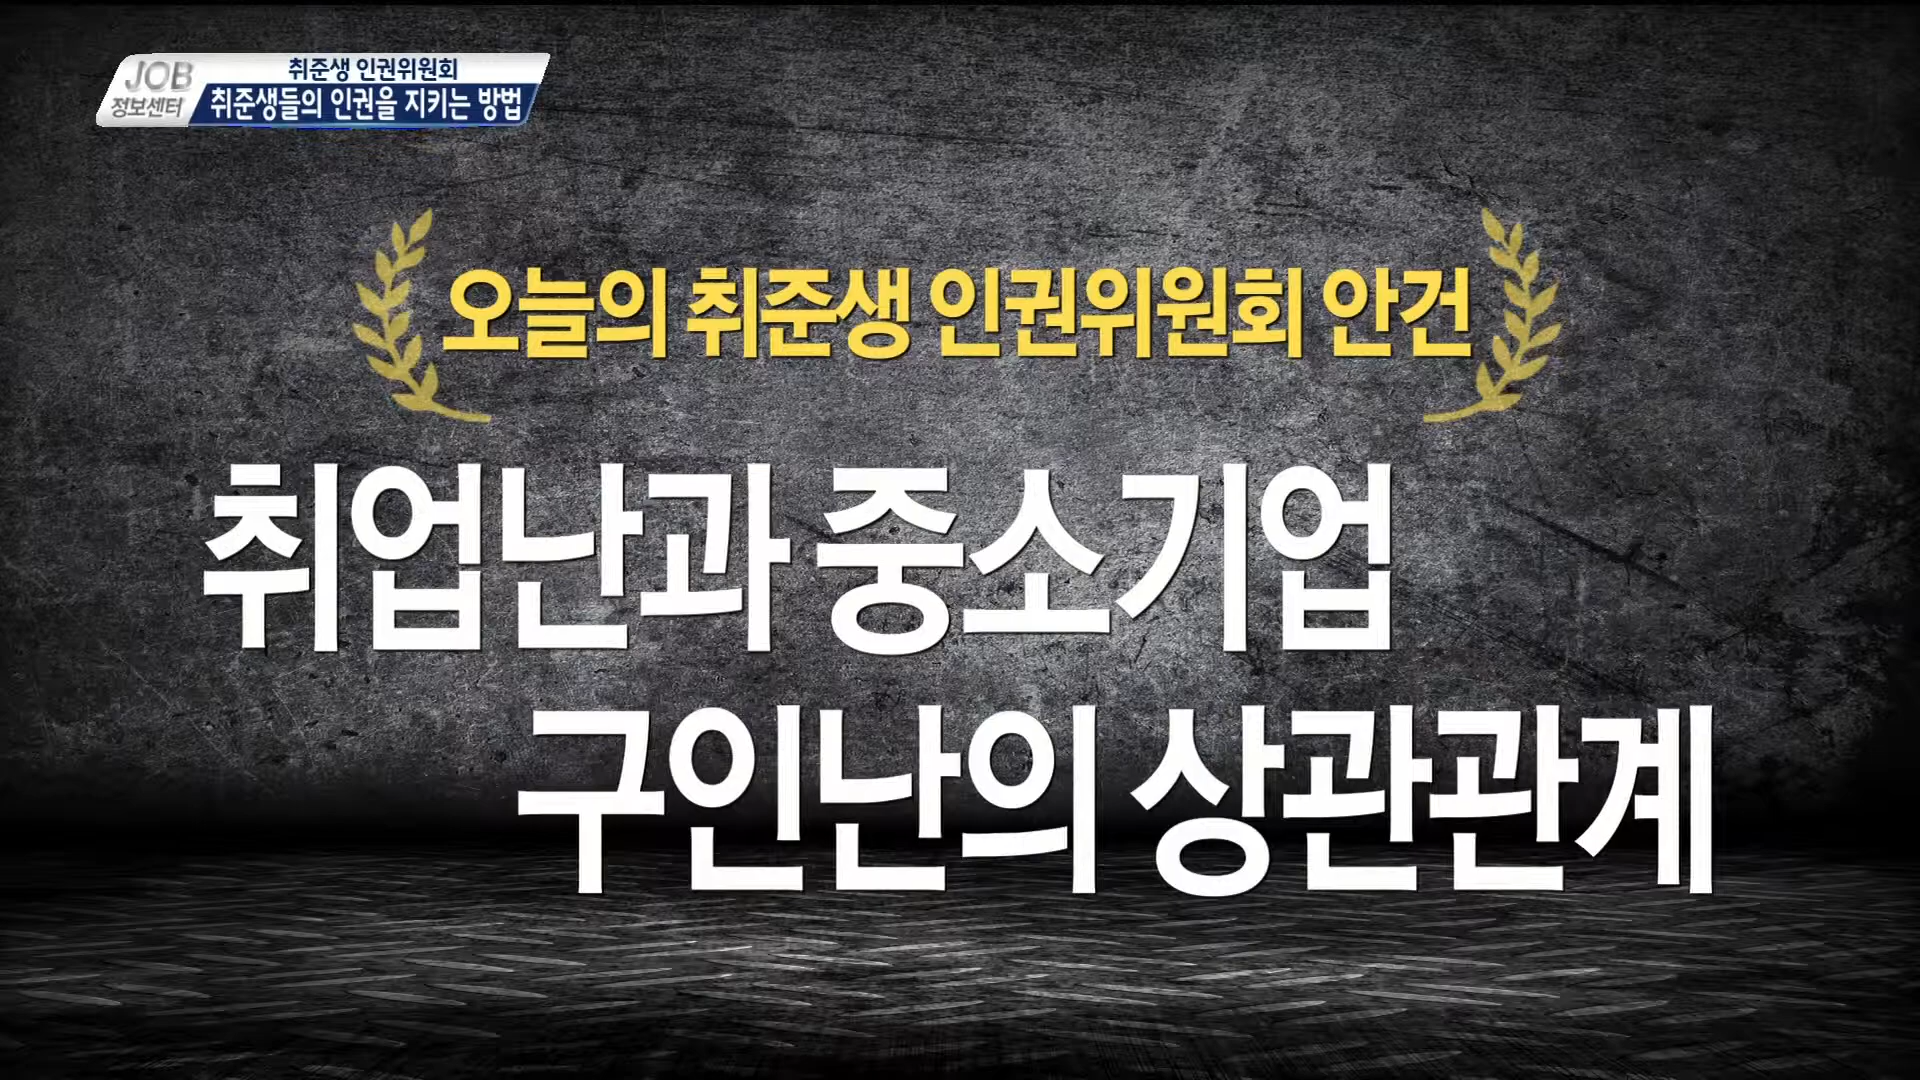 JOB
정보센터
취준생 인권위원회
취준생들의 인권을 지키는 방법
오늘의 취준생 인권위원회 안건
취업난과 중소기업
구인난의 상관관계